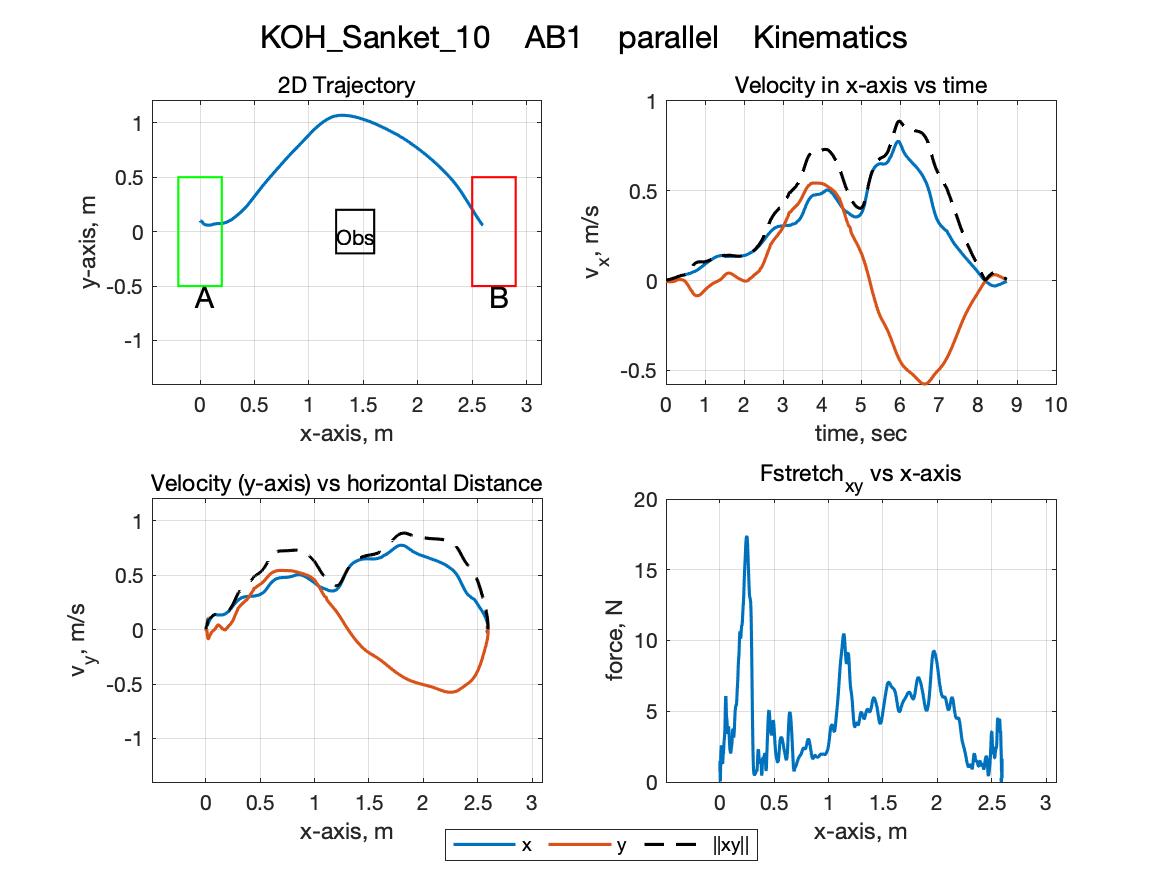 KOH_Sanket_10 AB1 parallel Kinematics
2D Trajectory
1
0.5
0
-0.5
-1
y-axis, m
Obs
A
B
0 0.5 1 1.5 2 2.5 3
x-axis, m
Velocity in x-axis vs time
1
0.5
0
-0.5
v_x, m/s
0 1 2 3 4 5 6 7 8 9 10
time, sec
Velocity (y-axis) vs horizontal Distance
1
0.5
0
-0.5
-1
v_y, m/s
0 0.5 1 1.5 2 2.5 3
x-axis, m
Fstretch_xy vs x-axis
20
15
10
5
0
force, N
0 0.5 1 1.5 2 2.5 3
x-axis, m
x y ||xy||